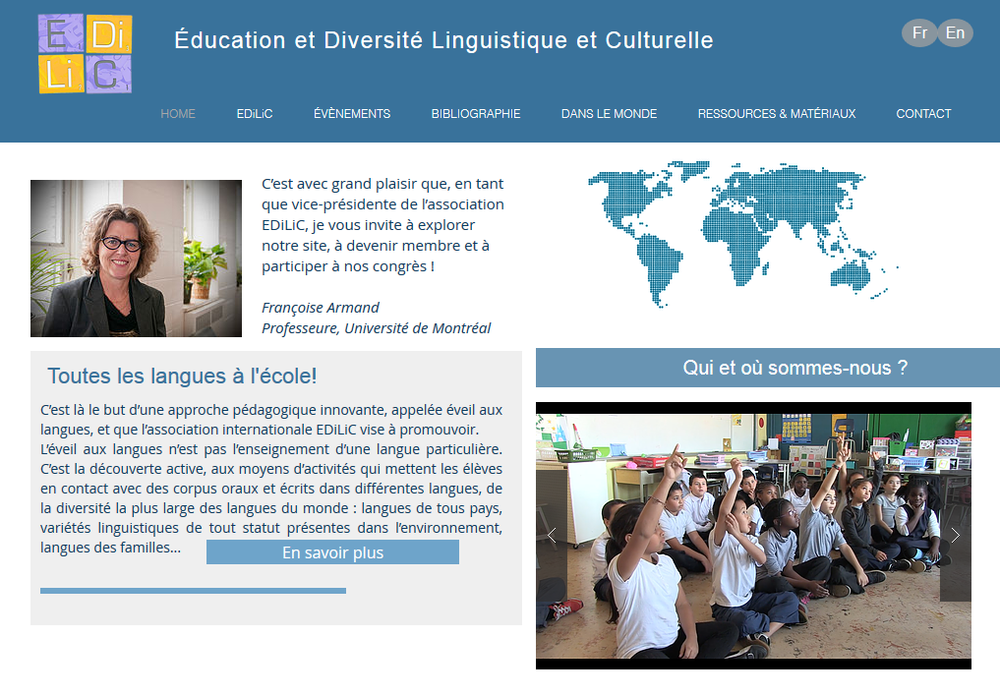 E Di
Li C
Éducation et Diversité Linguistique et Culturelle
Fr En
HOME EDiLiC ÉVÈNEMENTS BIBLIOGRAPHIE DANS LE MONDE RESSOURCES & MATÉRIAUX CONTACT
C’est avec grand plaisir que, en tant
que vice-présidente de l’association
EDiLiC, je vous invite à explorer
notre site, à devenir membre et à
participer à nos congrès !
Françoise Armand
Professeure, Université de Montréal
Toutes les langues à l'école!
C’est là le but d’une approche pédagogique innovante, appelée éveil aux
langues, et que l’association internationale EDiLiC vise à promouvoir.
L’éveil aux langues n’est pas l’enseignement d’une langue particulière.
C’est la découverte active, aux moyens d’activités qui mettent les élèves
en contact avec des corpus oraux et écrits dans différentes langues, de
la diversité la plus large des langues du monde : langues de tous pays,
variétés linguistiques de tout statut présentes dans l’environnement,
langues des familles...
En savoir plus
Qui et où sommes-nous ?